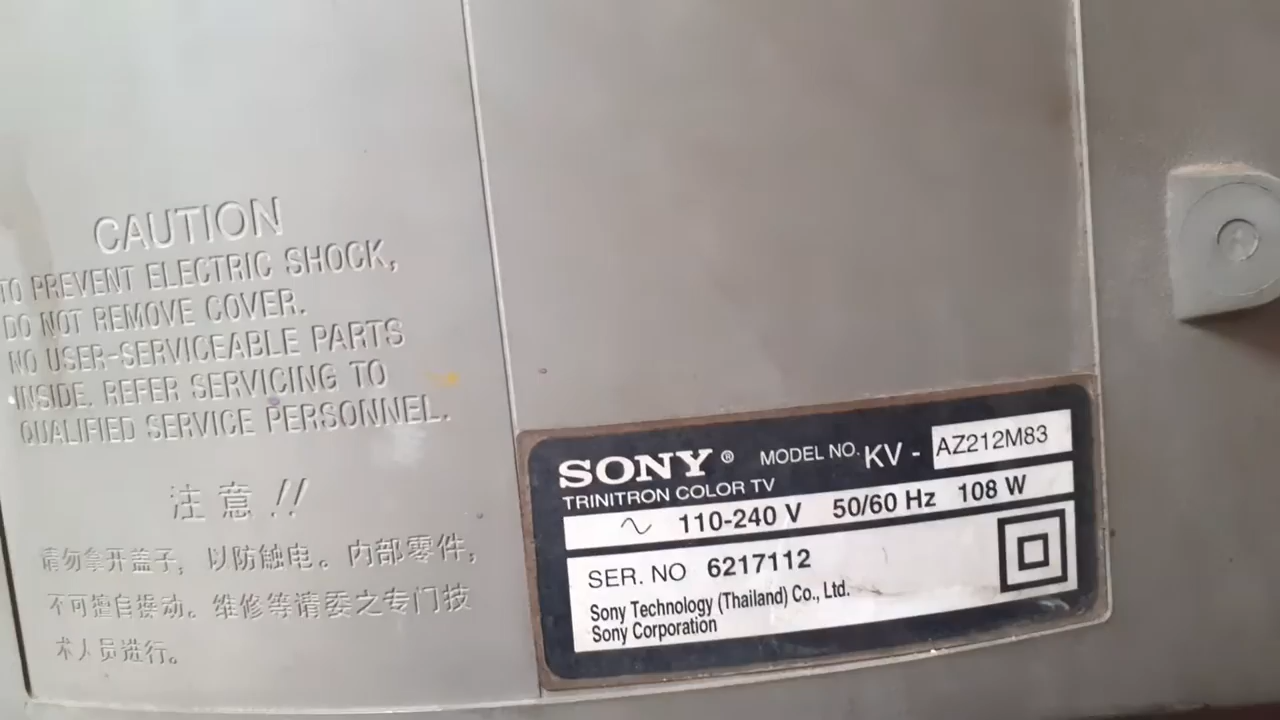 CAUTION
TO PREVENT ELECTRIC SHOCK,
DO NOT REMOVE COVER.
NO USER-SERVICEABLE PARTS
INSIDE. REFER SERVICING TO
QUALIFIED SERVICE PERSONNEL.
注意!!
请勿拿开盖子, 以防触电。内部零件,
不可擅自擦动。维修等请委之专门技
术人员进行。
SONY® MODEL NO. KV - AZ212M83
TRINITRON COLOR TV
~ 110-240 V 50/60 Hz 108 W
SER. NO 6217112
Sony Technology (Thailand) Co., Ltd.
Sony Corporation